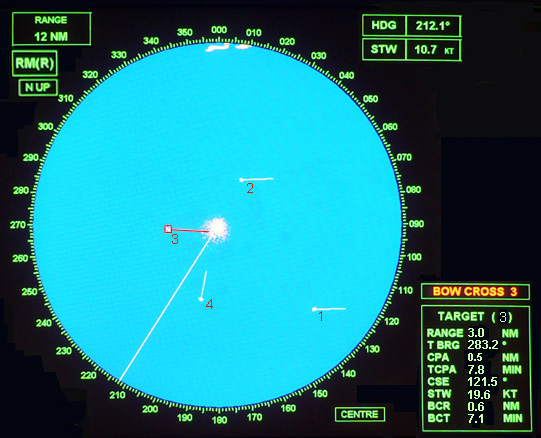 RANGE
12 NM
HDG 212.1°
STW 10.7 KT
RM(R)
N UP
340 350 000 010 020
330 030
320 040
310 050
300 060
290 070
280 080
270 090
260 100
250 110
240 120
230 130
220 140
210 150
200 190 180 170 160
2
3
4
1
BOW CROSS 3
TARGET (3)
RANGE 3.0 NM
T BRG 283.2 °
CPA 0.5 NM
TCPA 7.8 MIN
CSE 121.5 °
STW 19.6 KT
BCR 0.6 NM
BCT 7.1 MIN
CENTRE